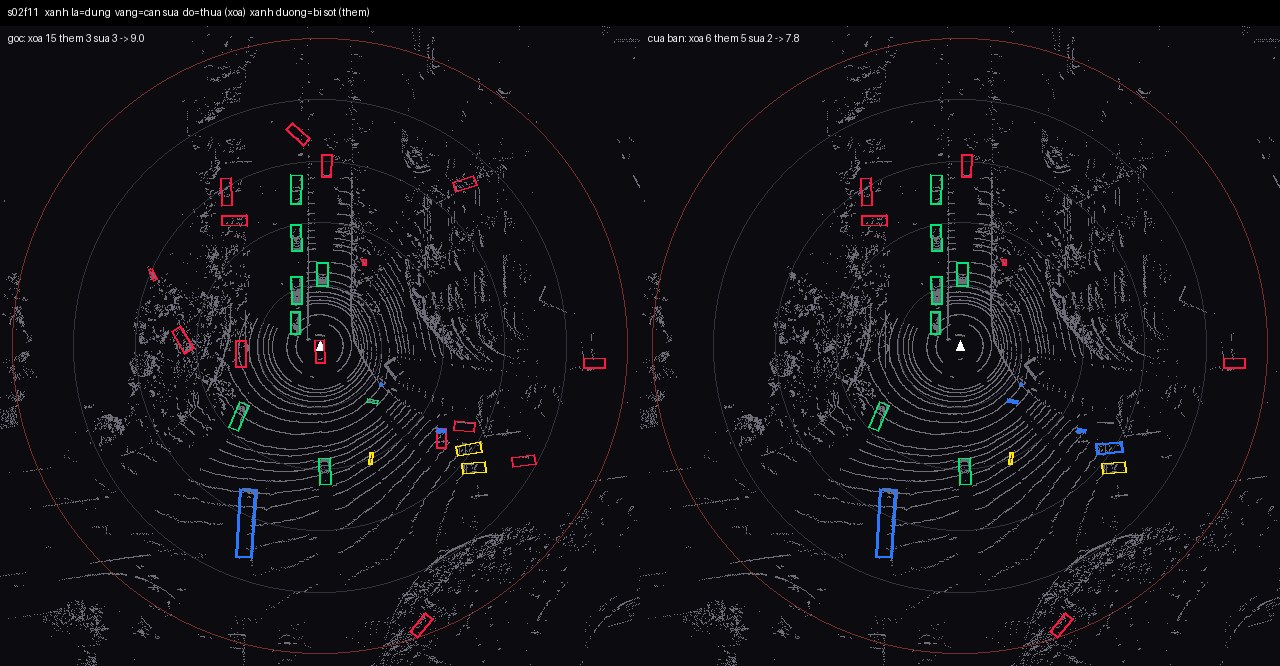 s02f11 xanh la=dung vang=can sua do=thua (xoa) xanh duong=bi sot (them)
goc: xoa 15 them 3 sua 3 -> 9.0
cua ban: xoa 6 them 5 sua 2 -> 7.8